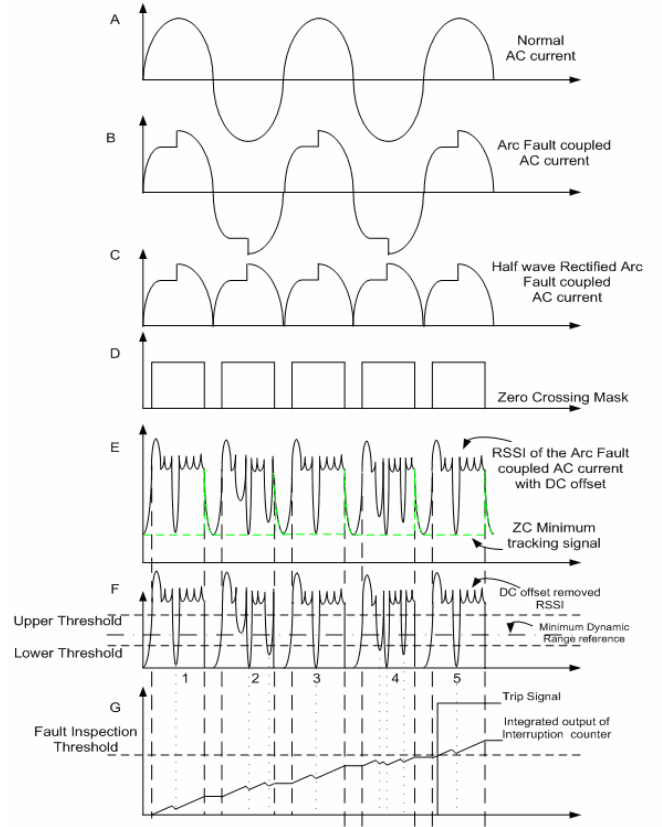 A
Normal
AC current
B
Arc Fault coupled
AC current
C
Half wave Rectified Arc
Fault coupled
AC current
D
Zero Crossing Mask
E
RSSI of the Arc Fault
coupled AC current
with DC offset
ZC Minimum
tracking signal
F
DC offset removed
RSSI
Upper Threshold
Minimum Dynamic
Range reference
Lower Threshold
1 2 3 4 5
G
Trip Signal
Fault Inspection
Threshold
Integrated output of
Interruption counter